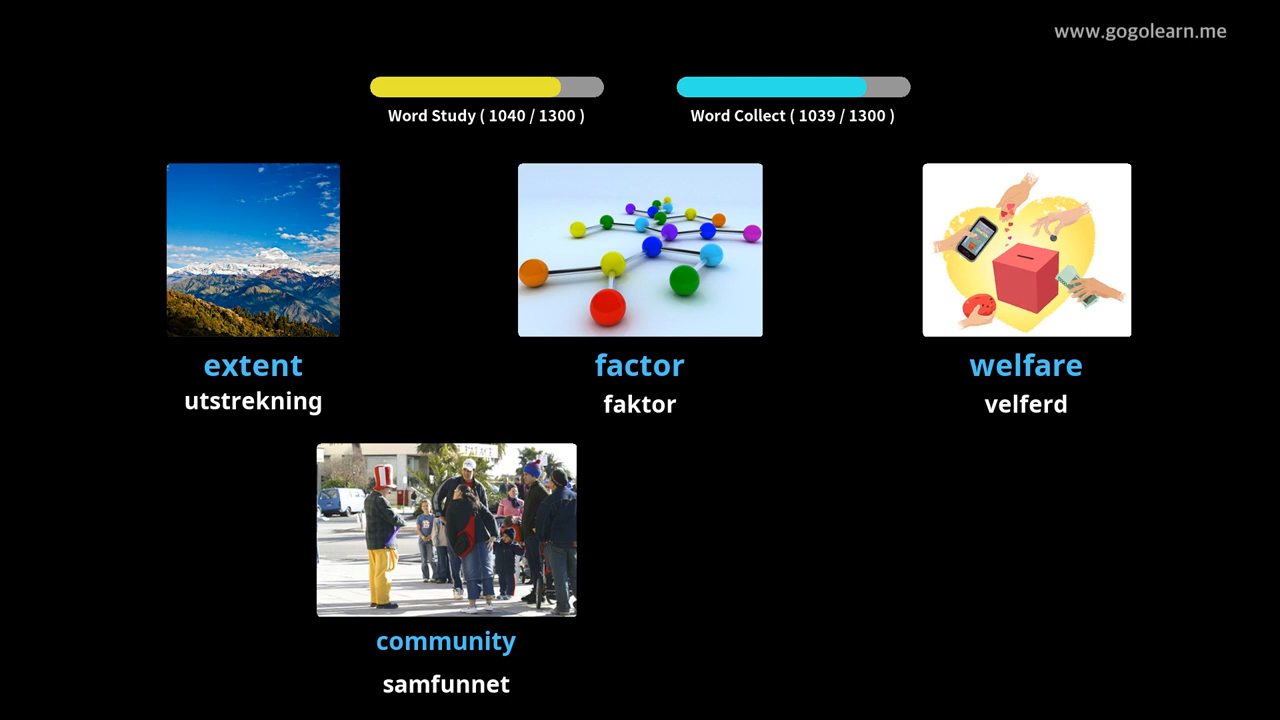 www.gogolearn.me
Word Study ( 1040 / 1300 )
Word Collect ( 1039 / 1300 )
extent
utstrekning
factor
faktor
welfare
velferd
community
samfunnet